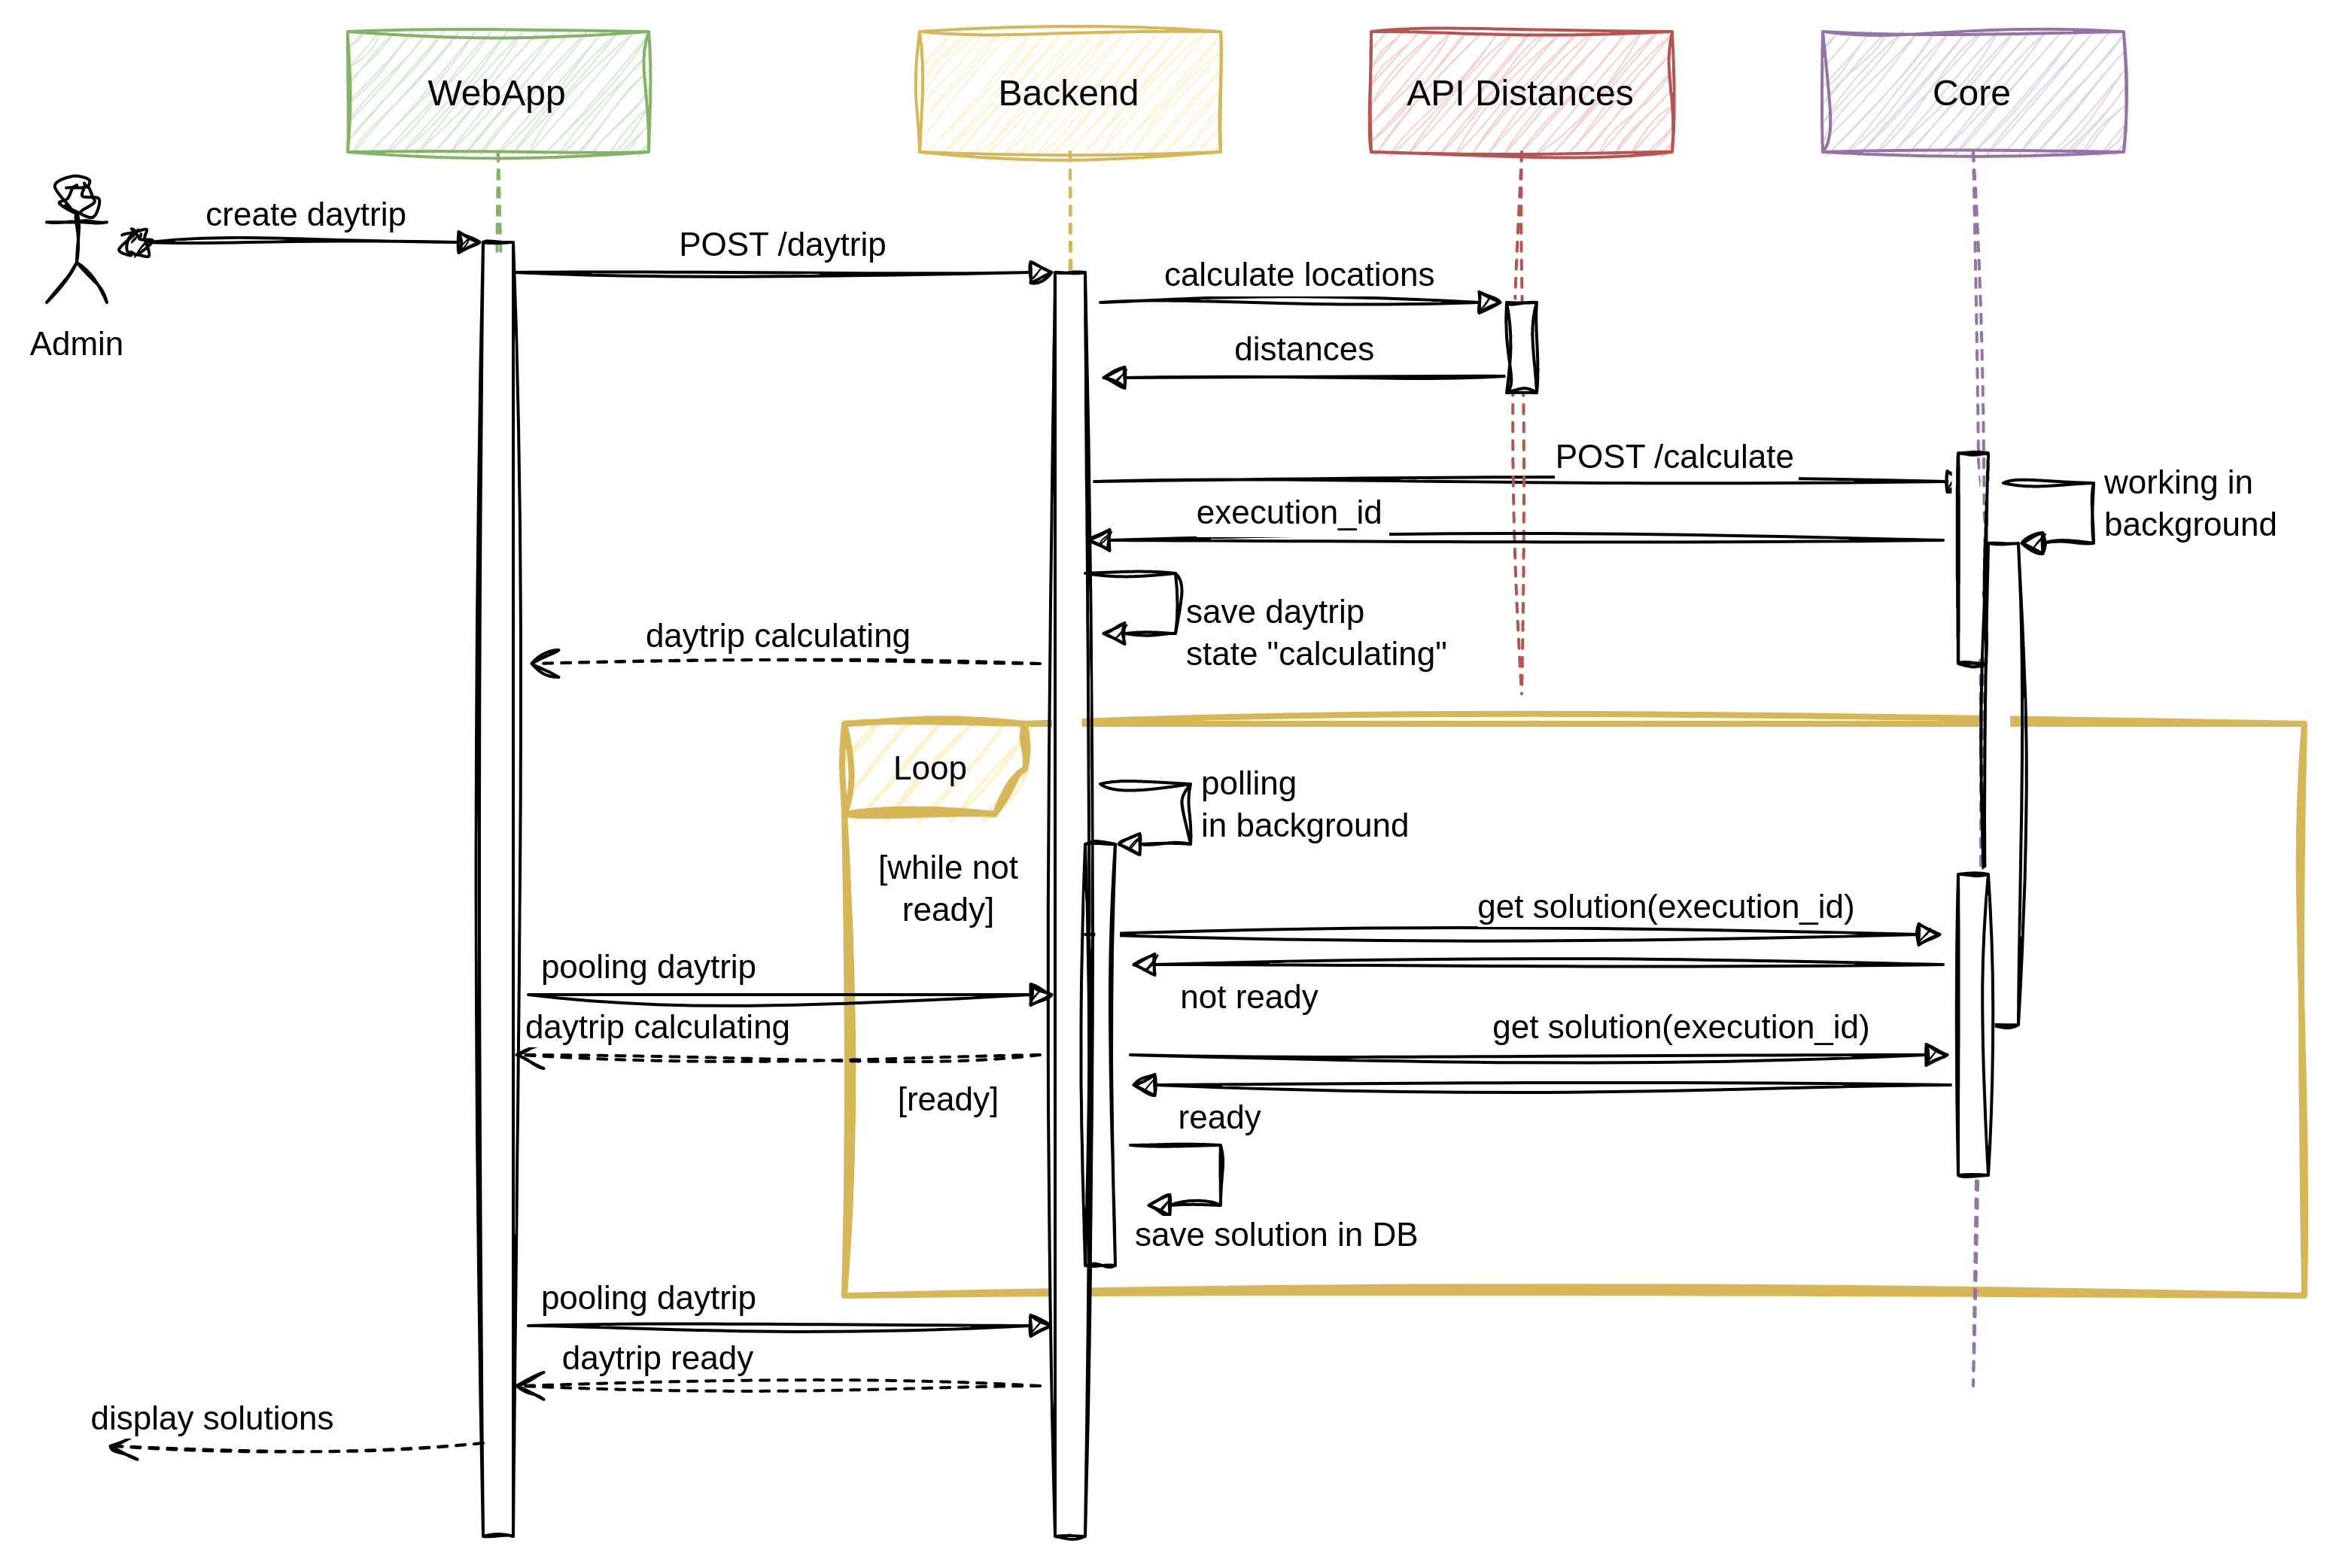 WebApp
Backend
API Distances
Core
create daytrip
POST /daytrip
calculate locations
Admin
distances
POST /calculate
working in
background
execution_id
save daytrip
state "calculating"
daytrip calculating
Loop
polling
in background
[while not
ready]
get solution(execution_id)
pooling daytrip
not ready
daytrip calculating
get solution(execution_id)
[ready]
ready
save solution in DB
pooling daytrip
daytrip ready
display solutions